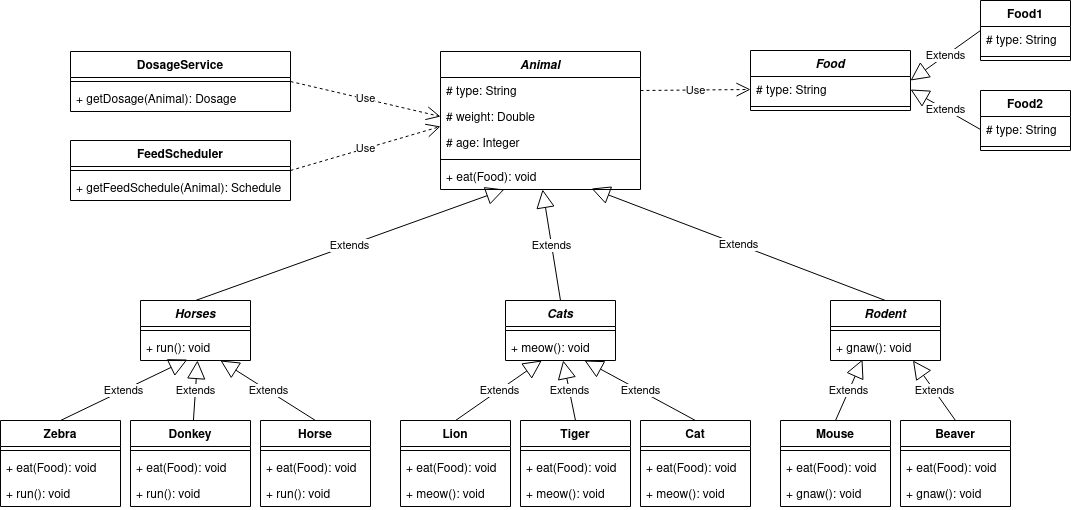 Food1
# type: String
DosageService
+ getDosage(Animal): Dosage
Animal
# type: String
# weight: Double
# age: Integer
+ eat(Food): void
Food
# type: String
Extends
Extends
Food2
# type: String
Use
Use
Use
FeedScheduler
+ getFeedSchedule(Animal): Schedule
Extends
Extends
Extends
Horses
+ run(): void
Cats
+ meow(): void
Rodent
+ gnaw(): void
Extends
Extends
Extends
Extends
Extends
Extends
Extends
Extends
Zebra
+ eat(Food): void
+ run(): void
Donkey
+ eat(Food): void
+ run(): void
Horse
+ eat(Food): void
+ run(): void
Lion
+ eat(Food): void
+ meow(): void
Tiger
+ eat(Food): void
+ meow(): void
Cat
+ eat(Food): void
+ meow(): void
Mouse
+ eat(Food): void
+ gnaw(): void
Beaver
+ eat(Food): void
+ gnaw(): void